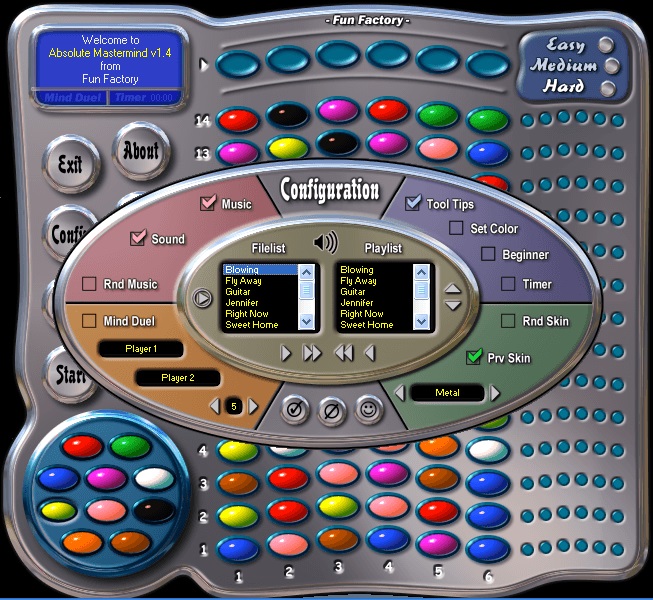 - Fun Factory -
Welcome to
Absolute Mastermind v1.4
from
Fun Factory
Mind Duel Timer 00:00
Easy
Medium
Hard
14
13
Exit
About
Configuration
Music
Sound
Rnd Music
Tool Tips
Set Color
Beginner
Timer
Filelist
Playlist
Blowing
Fly Away
Guitar
Jennifer
Right Now
Sweet Home
Blowing
Fly Away
Guitar
Jennifer
Right Now
Sweet Home
Mind Duel
Player 1
Player 2
5
Rnd Skin
Prv Skin
Metal
Start
4
3
2
1
1 2 3 4 5 6